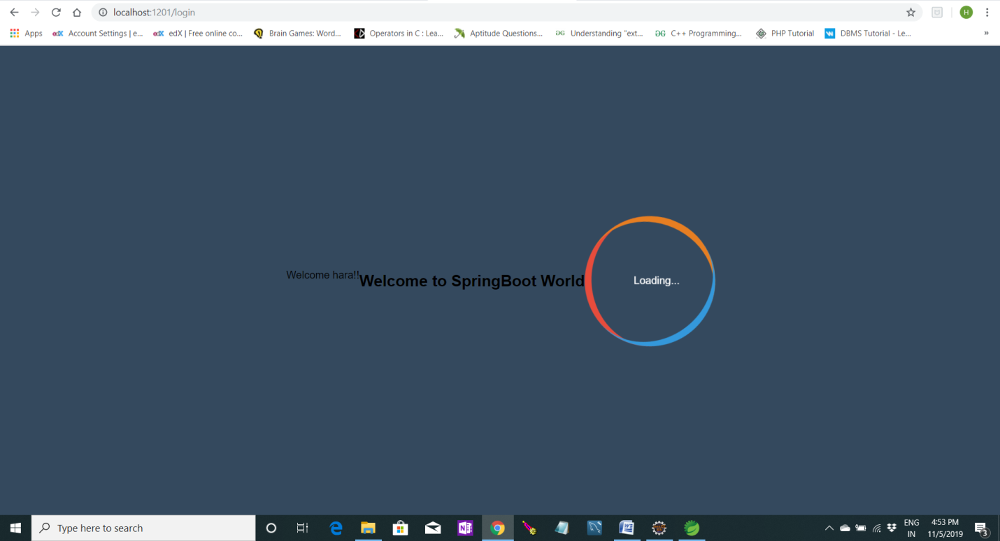 localhost:1201/login
H
Apps edX Account Settings | e... edX edX | Free online co... Brain Games: Word... Operators in C : Lea... Aptitude Questions... Understanding "ext... C++ Programming... PHP Tutorial DBMS Tutorial - Le... »
Welcome hara!!
Welcome to SpringBoot World
Loading...
Type here to search
ENG
IN
4:53 PM
11/5/2019
3